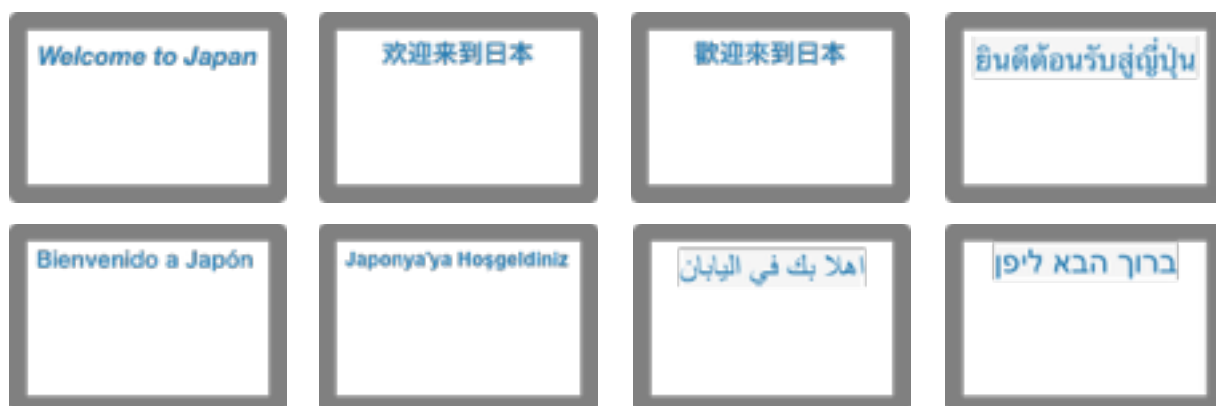 Welcome to Japan
欢迎来到日本
歡迎來到日本
ยินดีต้อนรับสู่ญี่ปุ่น
Bienvenido a Japón
Japonya'ya Hoşgeldiniz
اهلا بك في اليابان
ברוך הבא ליפן